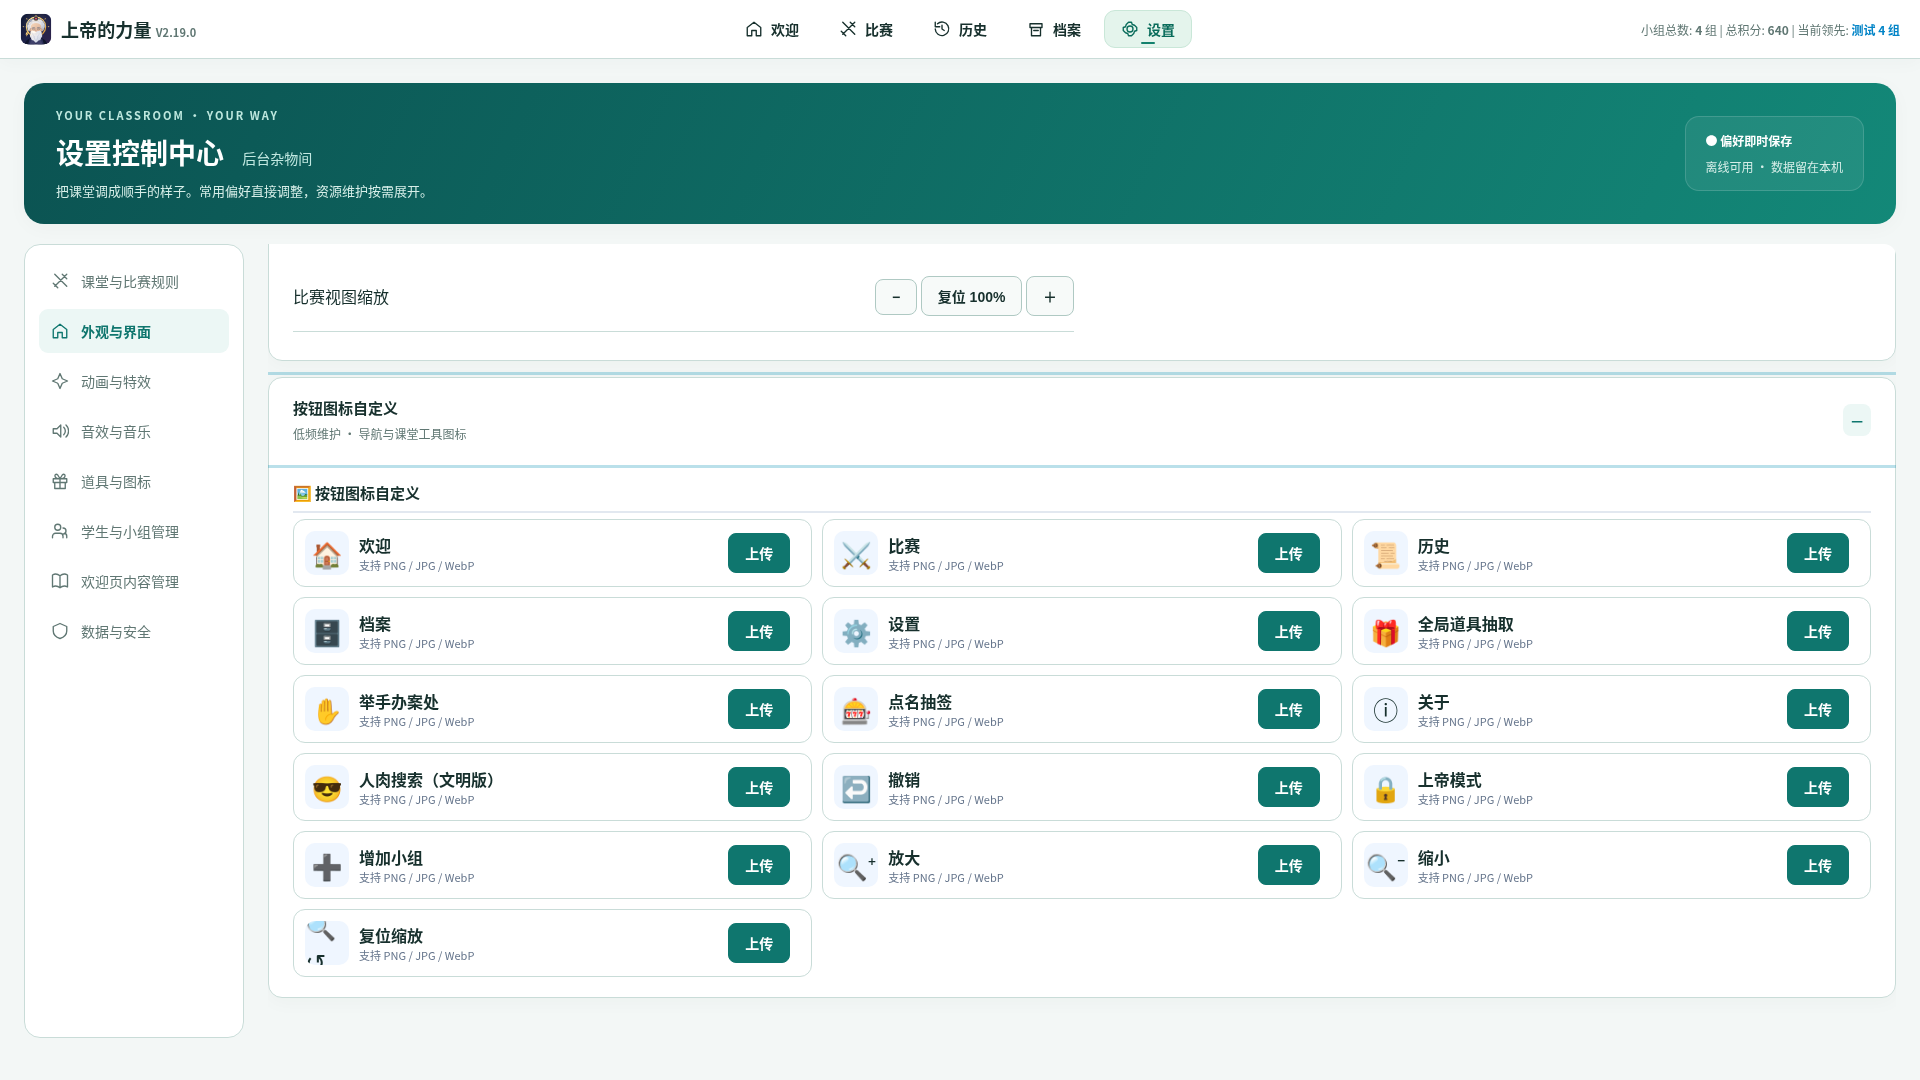 上帝的力量 V2.19.0
欢迎
比赛
历史
档案
设置
小组总数: 4 组 | 总积分: 640 | 当前领先: 测试 4 组
YOUR CLASSROOM · YOUR WAY
设置控制中心 后台杂物间
把课堂调成顺手的样子。常用偏好直接调整，资源维护按需展开。
偏好即时保存
离线可用 · 数据留在本机
课堂与比赛规则
外观与界面
动画与特效
音效与音乐
道具与图标
学生与小组管理
欢迎页内容管理
数据与安全
比赛视图缩放
−
复位 100%
+
按钮图标自定义
低频维护 · 导航与课堂工具图标
−
按钮图标自定义
欢迎
支持 PNG / JPG / WebP
上传
比赛
支持 PNG / JPG / WebP
上传
历史
支持 PNG / JPG / WebP
上传
档案
支持 PNG / JPG / WebP
上传
设置
支持 PNG / JPG / WebP
上传
全局道具抽取
支持 PNG / JPG / WebP
上传
举手办案处
支持 PNG / JPG / WebP
上传
点名抽签
支持 PNG / JPG / WebP
上传
关于
支持 PNG / JPG / WebP
上传
人肉搜索（文明版）
支持 PNG / JPG / WebP
上传
撤销
支持 PNG / JPG / WebP
上传
上帝模式
支持 PNG / JPG / WebP
上传
增加小组
支持 PNG / JPG / WebP
上传
放大
支持 PNG / JPG / WebP
上传
缩小
支持 PNG / JPG / WebP
上传
复位缩放
支持 PNG / JPG / WebP
上传